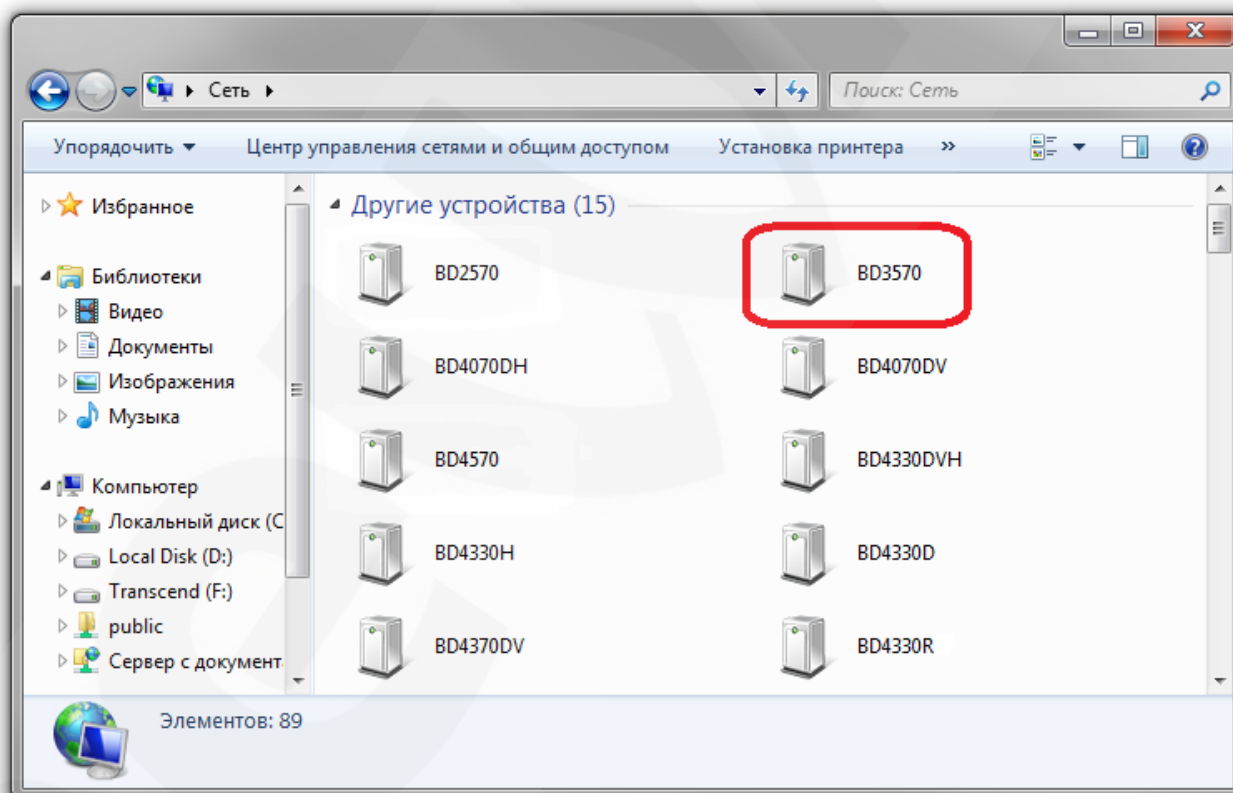 Сеть
Поиск: Сеть
Упорядочить
Центр управления сетями и общим доступом
Установка принтера
»
Избранное
Библиотеки
Видео
Документы
Изображения
Музыка
Компьютер
Локальный диск (C
Local Disk (D:)
Transcend (F:)
public
Сервер с документ
Другие устройства (15)
BD2570
BD3570
BD4070DH
BD4070DV
BD4570
BD4330DVH
BD4330H
BD4330D
BD4370DV
BD4330R
Элементов: 89